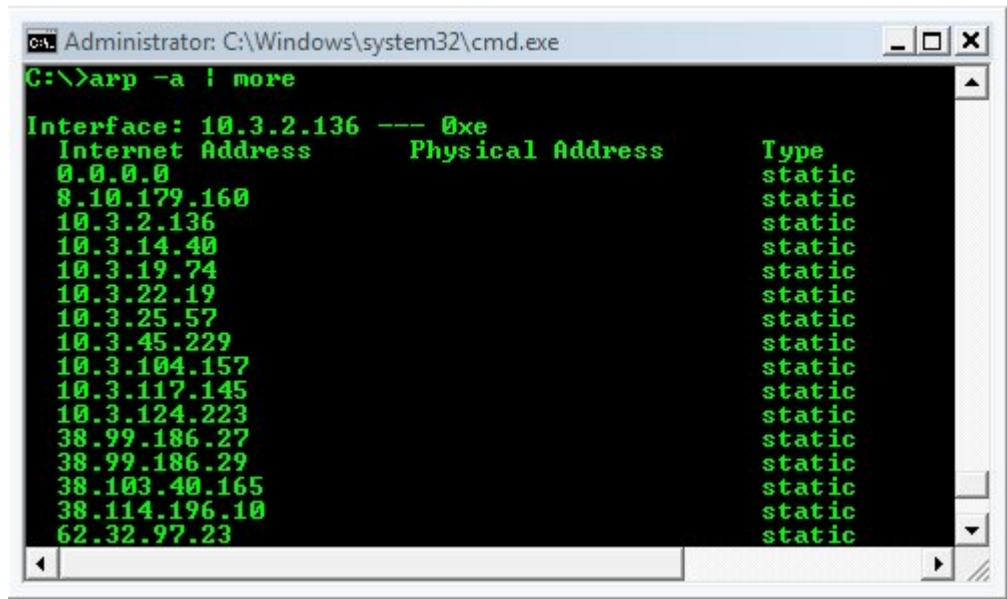 Administrator: C:\Windows\system32\cmd.exe
C:\>arp -a | more
Interface: 10.3.2.136 --- 0xe
Internet Address Physical Address Type
0.0.0.0 static
8.10.179.160 static
10.3.2.136 static
10.3.14.40 static
10.3.19.74 static
10.3.22.19 static
10.3.25.57 static
10.3.45.229 static
10.3.104.157 static
10.3.117.145 static
10.3.124.223 static
38.99.186.27 static
38.99.186.29 static
38.103.40.165 static
38.114.196.10 static
62.32.97.23 static